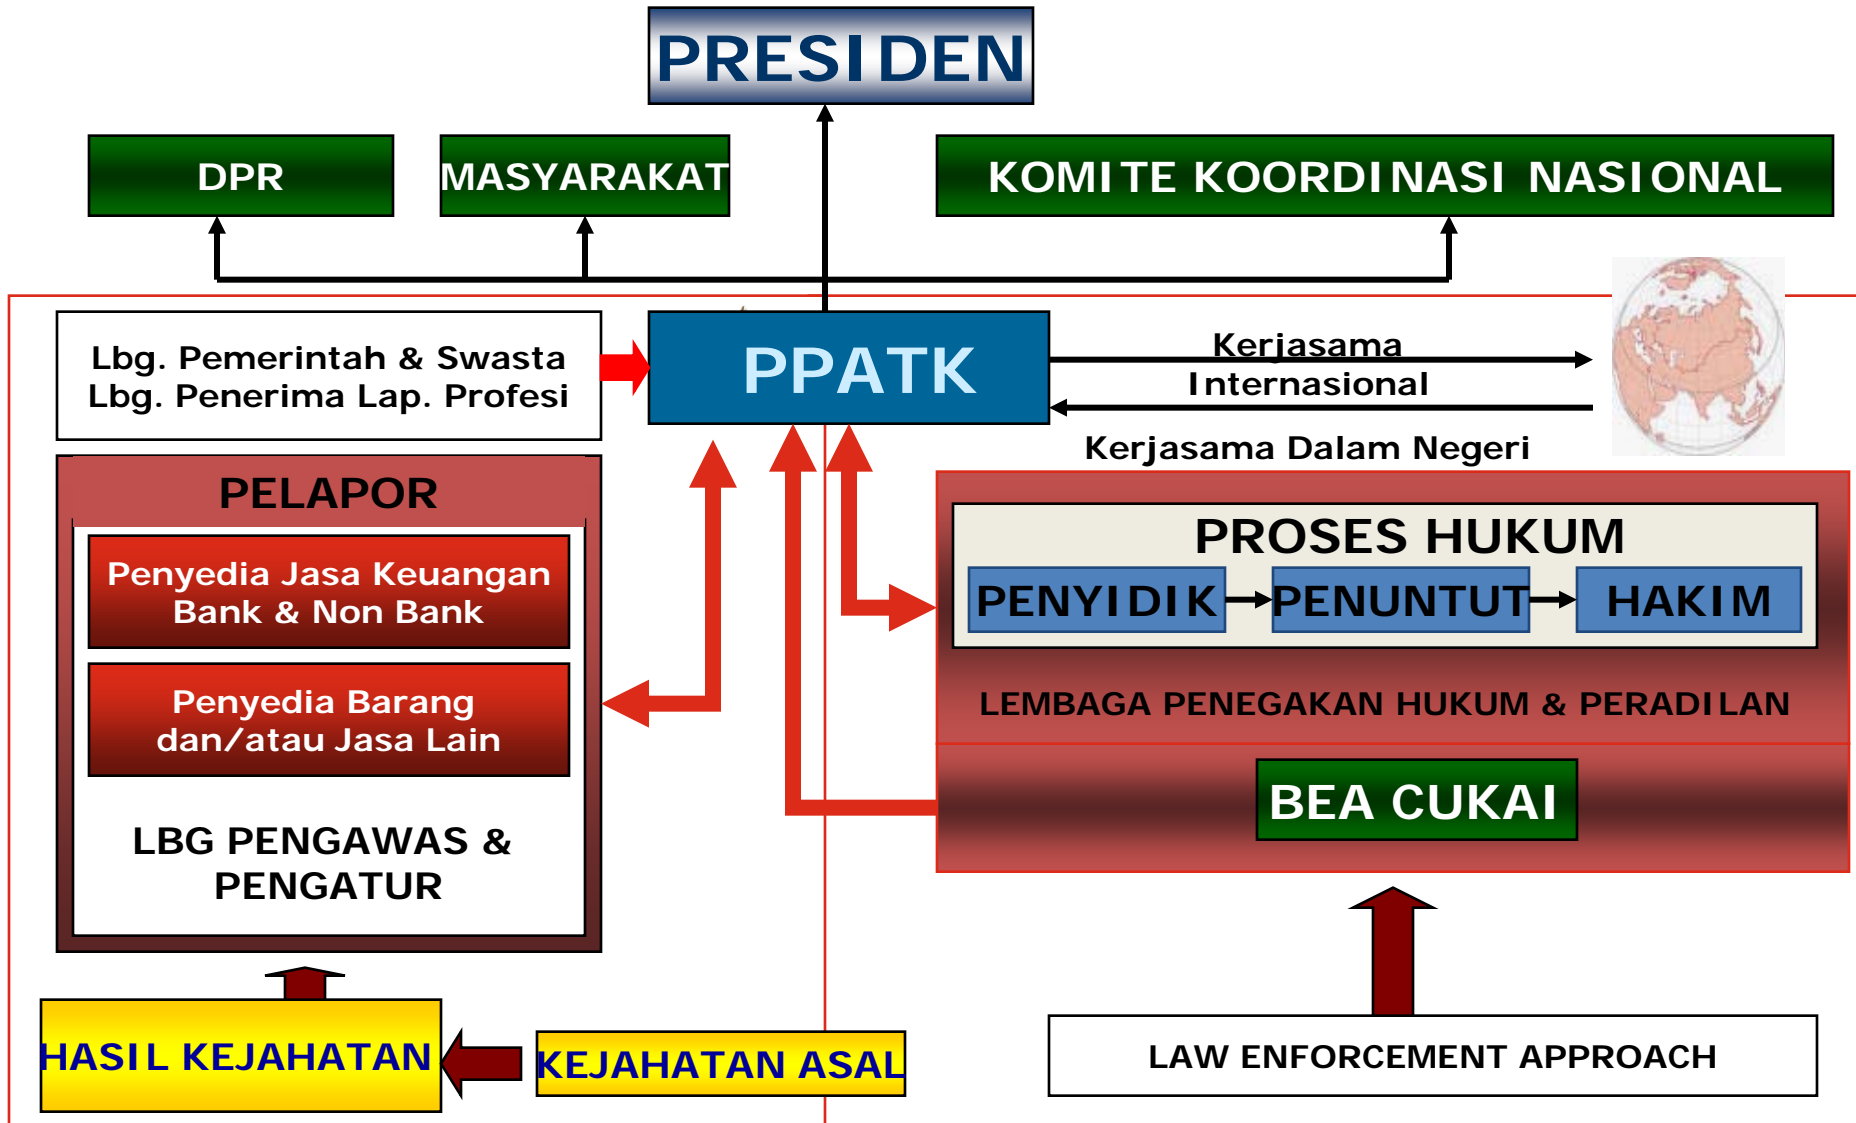 PRESIDEN
DPR
MASYARAKAT
KOMITE KOORDINASI NASIONAL
Lbg. Pemerintah & Swasta
Lbg. Penerima Lap. Profesi
PPATK
Kerjasama
Internasional
Kerjasama Dalam Negeri
PELAPOR
Penyedia Jasa Keuangan
Bank & Non Bank
Penyedia Barang
dan/atau Jasa Lain
LBG PENGAWAS &
PENGATUR
PROSES HUKUM
PENYIDIK
PENUNTUT
HAKIM
LEMBAGA PENEGAKAN HUKUM & PERADILAN
BEA CUKAI
HASIL KEJAHATAN
KEJAHATAN ASAL
LAW ENFORCEMENT APPROACH